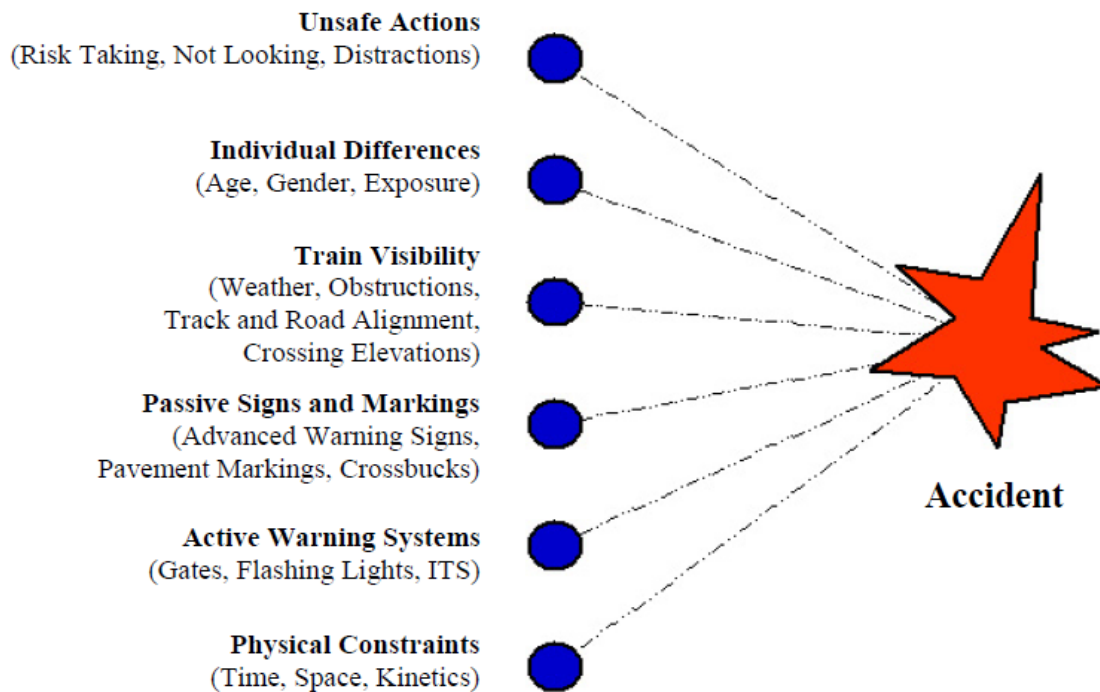 Unsafe Actions
(Risk Taking, Not Looking, Distractions)
Individual Differences
(Age, Gender, Exposure)
Train Visibility
(Weather, Obstructions,
Track and Road Alignment,
Crossing Elevations)
Passive Signs and Markings
(Advanced Warning Signs,
Pavement Markings, Crossbucks)
Active Warning Systems
(Gates, Flashing Lights, ITS)
Physical Constraints
(Time, Space, Kinetics)
Accident